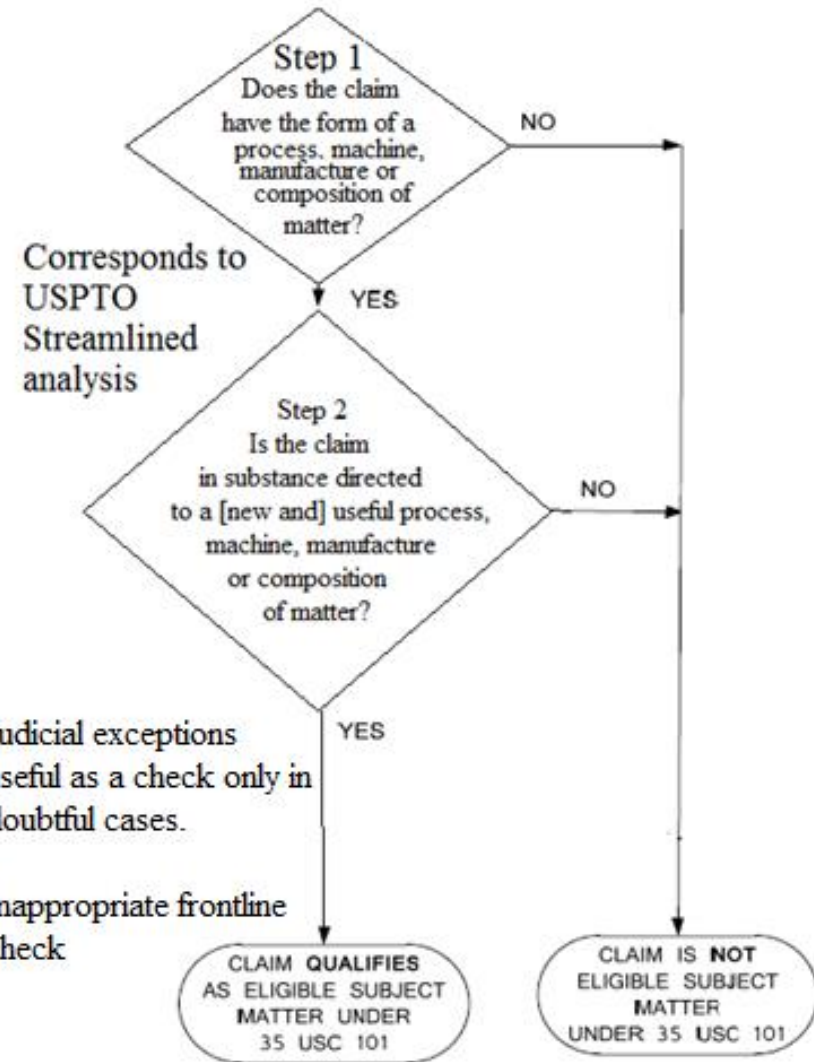 Step 1
Does the claim
have the form of a
process, machine,
manufacture or
composition of
matter?
NO
Corresponds to
USPTO
Streamlined
analysis
YES
Step 2
Is the claim
in substance directed
to a [new and] useful process,
machine, manufacture
or composition
of matter?
NO
YES
udicial exceptions
seful as a check only in
loubtful cases.
nappropriate frontline
heck
CLAIM QUALIFIES
AS ELIGIBLE SUBJECT
MATTER UNDER
35 USC 101
CLAIM IS NOT
ELIGIBLE SUBJECT
MATTER
UNDER 35 USC 101